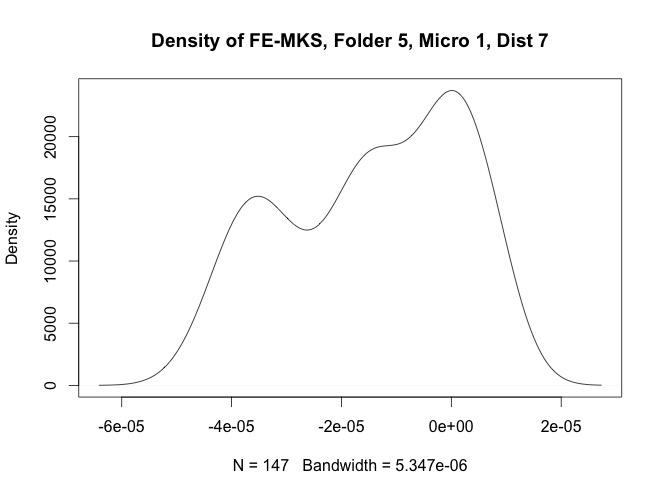 Density of FE-MKS, Folder 5, Micro 1, Dist 7
Density
20000
15000
10000
5000
0
-6e-05 -4e-05 -2e-05 0e+00 2e-05
N = 147 Bandwidth = 5.347e-06